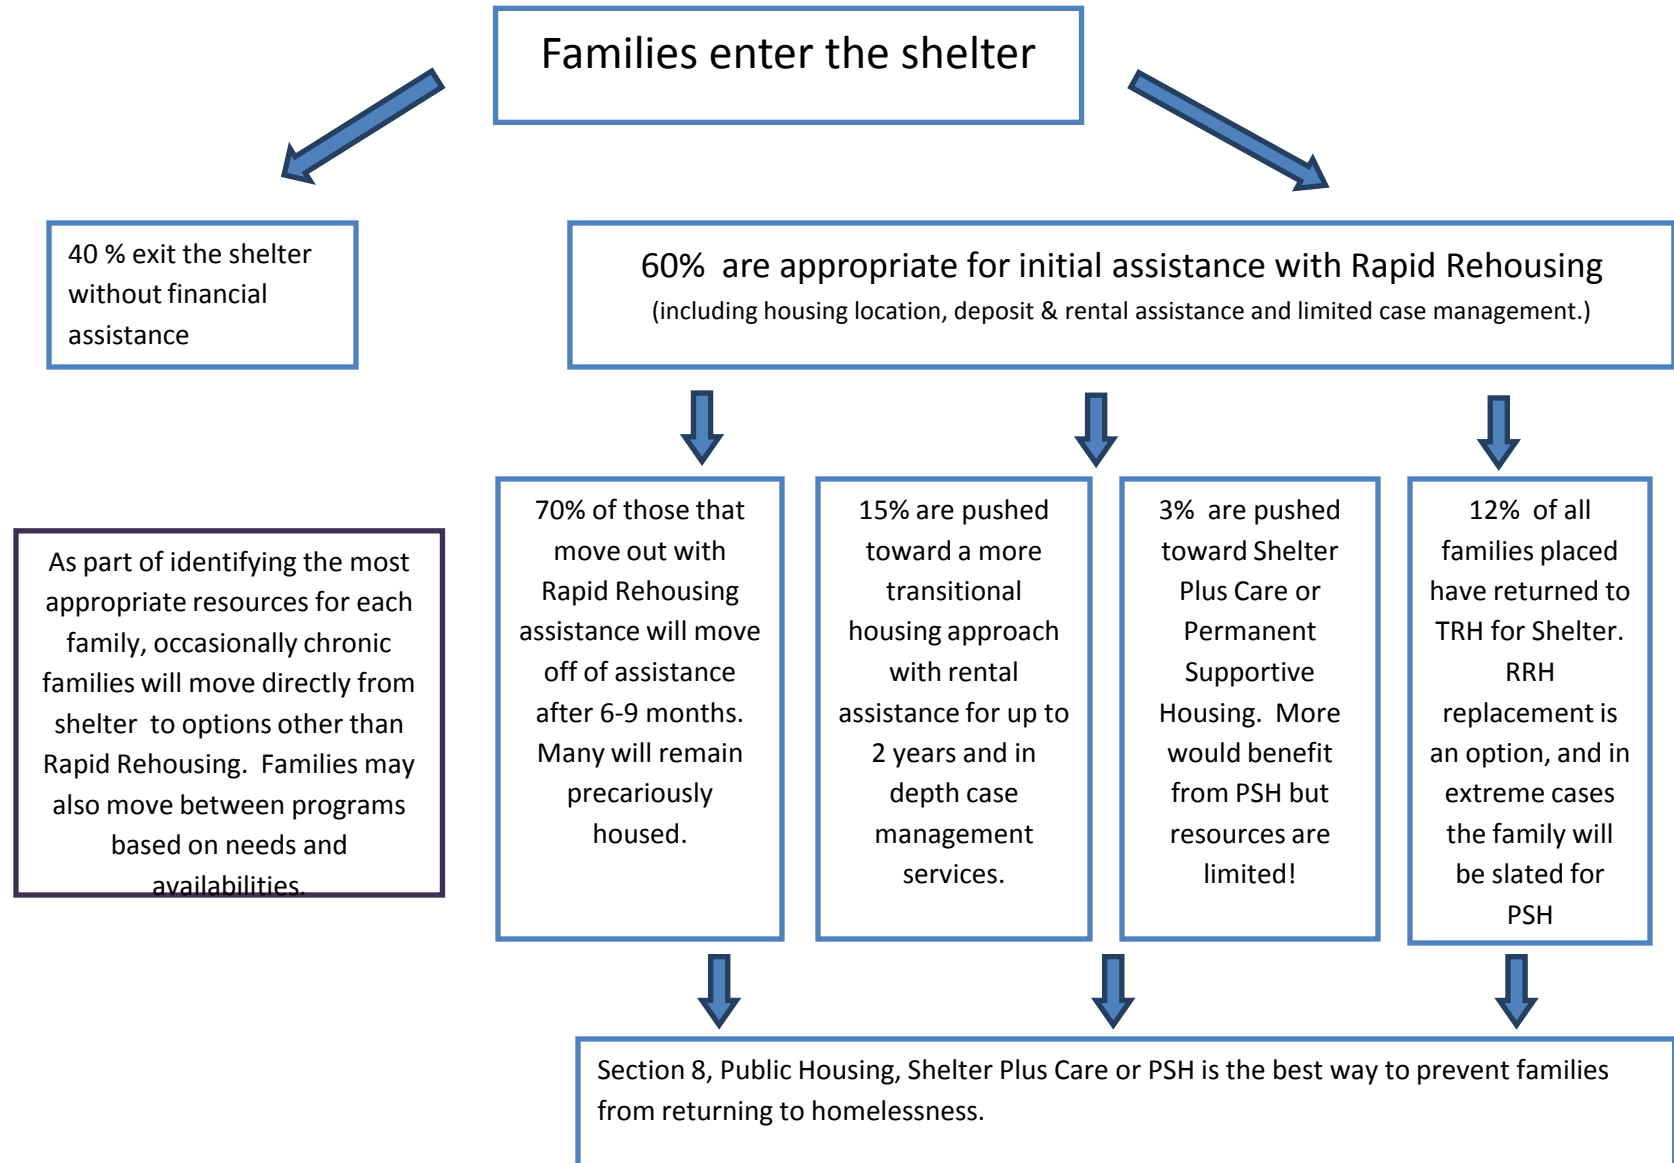 Families enter the shelter
40 % exit the shelter
without financial
assistance
60%  are appropriate for initial assistance with Rapid Rehousing
(including housing location, deposit & rental assistance and limited case management.)
As part of identifying the most
appropriate resources for each
family, occasionally chronic
families will move directly from
shelter  to options other than
Rapid Rehousing.  Families may
also move between programs
based on needs and
availabilities.
70% of those that
move out with
Rapid Rehousing
assistance will move
off of assistance
after 6-9 months.
Many will remain
precariously
housed.
15% are pushed
toward a more
transitional
housing approach
with rental
assistance for up to
2 years and in
depth case
management
services.
3%  are pushed
toward Shelter
Plus Care or
Permanent
Supportive
Housing.  More
would benefit
from PSH but
resources are
limited!
12%  of all
families placed
have returned to
TRH for Shelter.
RRH
replacement is
an option, and in
extreme cases
the family will
be slated for
PSH
Section 8, Public Housing, Shelter Plus Care or PSH is the best way to prevent families
from returning to homelessness.